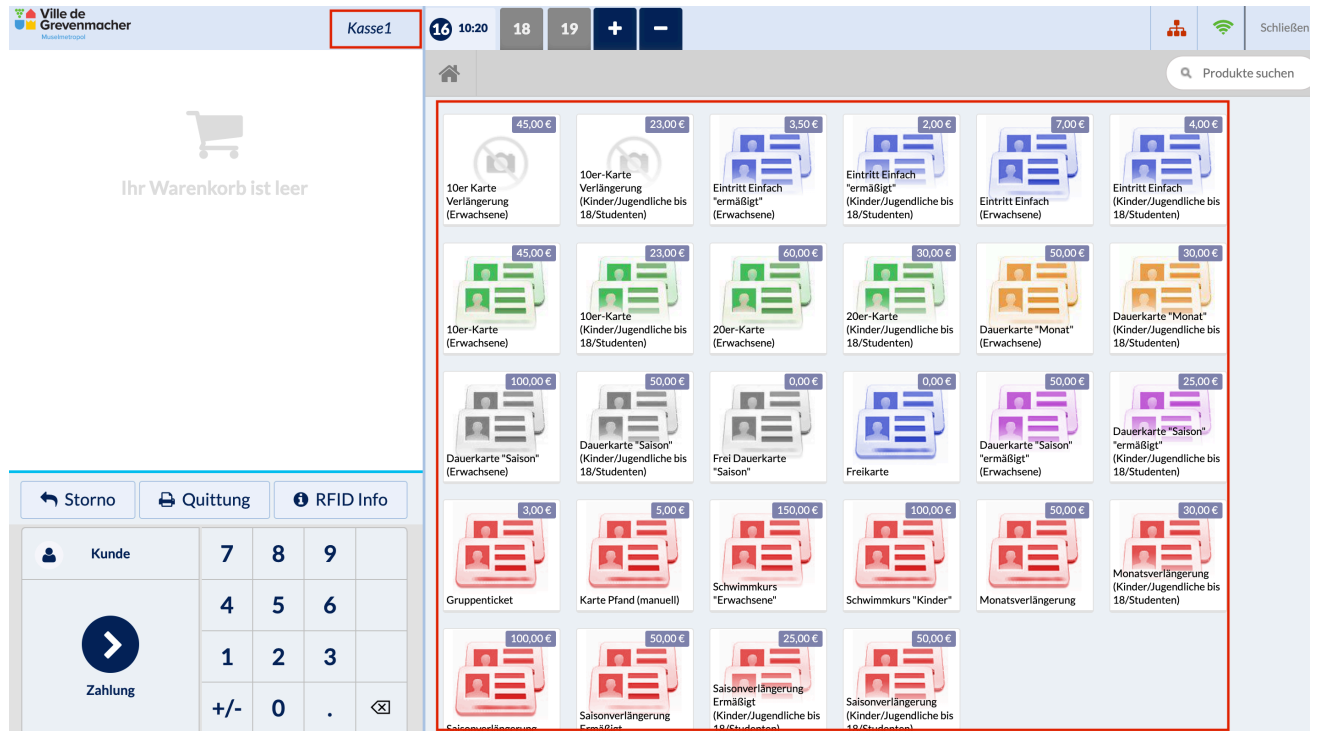 Ville de
Grevenmacher
Museelmetropol
Kasse1
16 10:20
18
19
+
−
Schließen
Produkte suchen
Ihr Warenkorb ist leer
45,00 €
10er Karte
Verlängerung
(Erwachsene)
23,00 €
10er-Karte
Verlängerung
(Kinder/Jugendliche bis
18/Studenten)
3,50 €
Eintritt Einfach
"ermäßigt"
(Erwachsene)
2,00 €
Eintritt Einfach
"ermäßigt"
(Kinder/Jugendliche bis
18/Studenten)
7,00 €
Eintritt Einfach
(Erwachsene)
4,00 €
Eintritt Einfach
(Kinder/Jugendliche bis
18/Studenten)
45,00 €
10er-Karte
(Erwachsene)
23,00 €
10er-Karte
(Kinder/Jugendliche bis
18/Studenten)
60,00 €
20er-Karte
(Erwachsene)
30,00 €
20er-Karte
(Kinder/Jugendliche bis
18/Studenten)
50,00 €
Dauerkarte "Monat"
(Erwachsene)
30,00 €
Dauerkarte "Monat"
(Kinder/Jugendliche bis
18/Studenten)
100,00 €
Dauerkarte "Saison"
(Erwachsene)
50,00 €
Dauerkarte "Saison"
(Kinder/Jugendliche bis
18/Studenten)
0,00 €
Frei Dauerkarte
"Saison"
0,00 €
Freikarte
50,00 €
Dauerkarte "Saison"
"ermäßigt"
(Erwachsene)
25,00 €
Dauerkarte "Saison"
"ermäßigt"
(Kinder/Jugendliche bis
18/Studenten)
3,00 €
Gruppenticket
5,00 €
Karte Pfand (manuell)
150,00 €
Schwimmkurs
"Erwachsene"
100,00 €
Schwimmkurs "Kinder"
50,00 €
Monatsverlängerung
30,00 €
Monatsverlängerung
(Kinder/Jugendliche bis
18/Studenten)
100,00 €
Saisonverlängerung
50,00 €
Saisonverlängerung
Ermäßigt
25,00 €
Saisonverlängerung
Ermäßigt
(Kinder/Jugendliche bis
18/Studenten)
50,00 €
Saisonverlängerung
(Kinder/Jugendliche bis
18/Studenten)
Storno
Quittung
RFID Info
Kunde
7 8 9
4 5 6
1 2 3
Zahlung
+/- 0 .